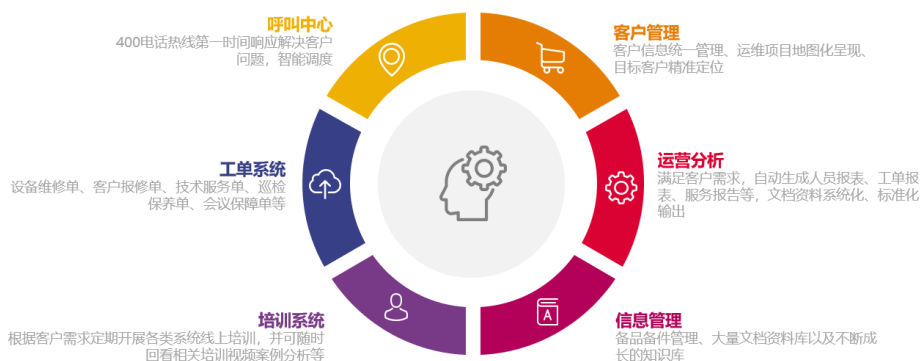 呼叫中心
400电话热线第一时间响应解决客户
问题，智能调度
客户管理
客户信息统一管理、运维项目地图化呈现、
目标客户精准定位
工单系统
设备维修单、客户报修单、技术服务单、巡检
保养单、会议保障单等
运营分析
满足客户需求，自动生成人员报表、工单报
表、服务报告等，文档资料系统化、标准化
输出
培训系统
根据客户需求定期开展各类系统线上培训，并可随时
回看相关培训视频案例分析等
信息管理
备品备件管理、大量文档资料库以及不断成
长的知识库
A